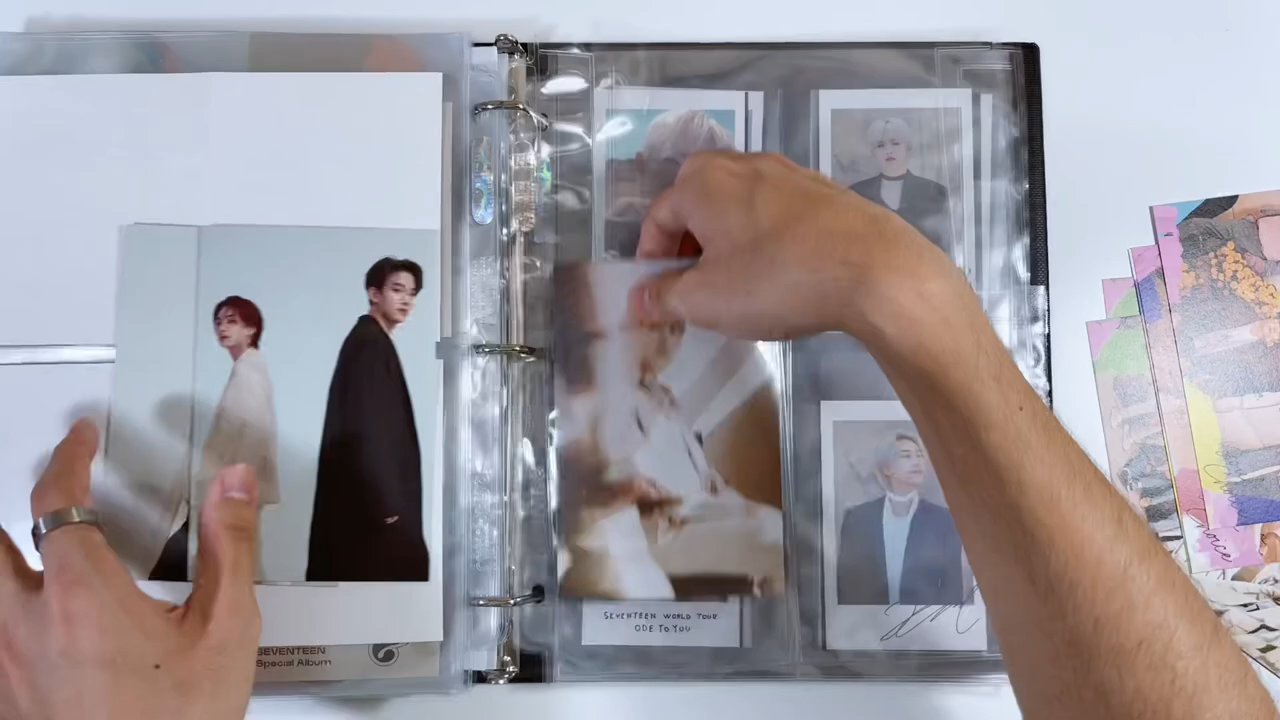 SEVENTEEN
Special Album
SEVENTEEN WORLD TOUR
ODE TO YOU